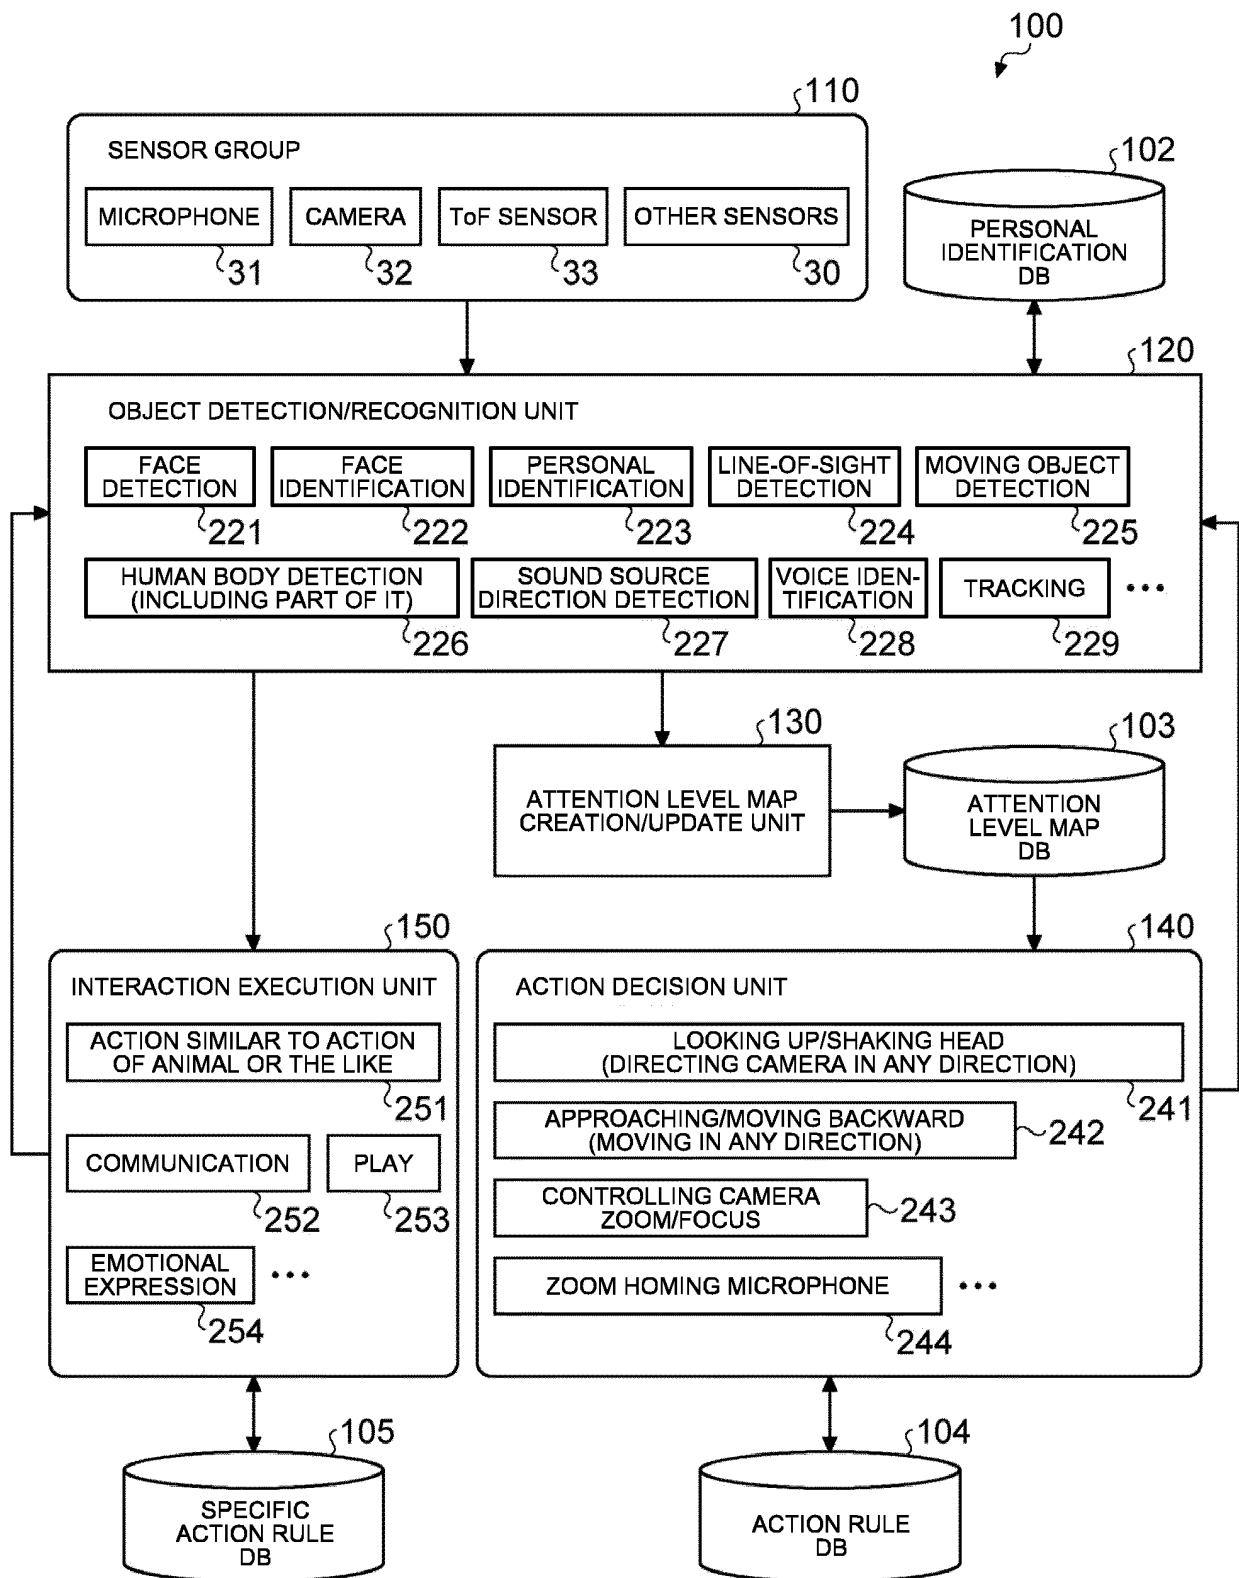 100
110
SENSOR GROUP
MICROPHONE
CAMERA
ToF SENSOR
OTHER SENSORS
31
32
33
30
102
PERSONAL
IDENTIFICATION
DB
120
OBJECT DETECTION/RECOGNITION UNIT
FACE
DETECTION
221
FACE
IDENTIFICATION
222
PERSONAL
IDENTIFICATION
223
LINE-OF-SIGHT
DETECTION
224
MOVING OBJECT
DETECTION
225
HUMAN BODY DETECTION
(INCLUDING PART OF IT)
226
SOUND SOURCE
DIRECTION DETECTION
227
VOICE IDEN-
TIFICATION
228
TRACKING
229
•••
130
ATTENTION LEVEL MAP
CREATION/UPDATE UNIT
103
ATTENTION
LEVEL MAP
DB
150
INTERACTION EXECUTION UNIT
ACTION SIMILAR TO ACTION
OF ANIMAL OR THE LIKE
251
COMMUNICATION
252
PLAY
253
EMOTIONAL
EXPRESSION
254
•••
140
ACTION DECISION UNIT
LOOKING UP/SHAKING HEAD
(DIRECTING CAMERA IN ANY DIRECTION)
241
APPROACHING/MOVING BACKWARD
(MOVING IN ANY DIRECTION)
242
CONTROLLING CAMERA
ZOOM/FOCUS
243
ZOOM HOMING MICROPHONE
244
•••
105
SPECIFIC
ACTION RULE
DB
104
ACTION RULE
DB